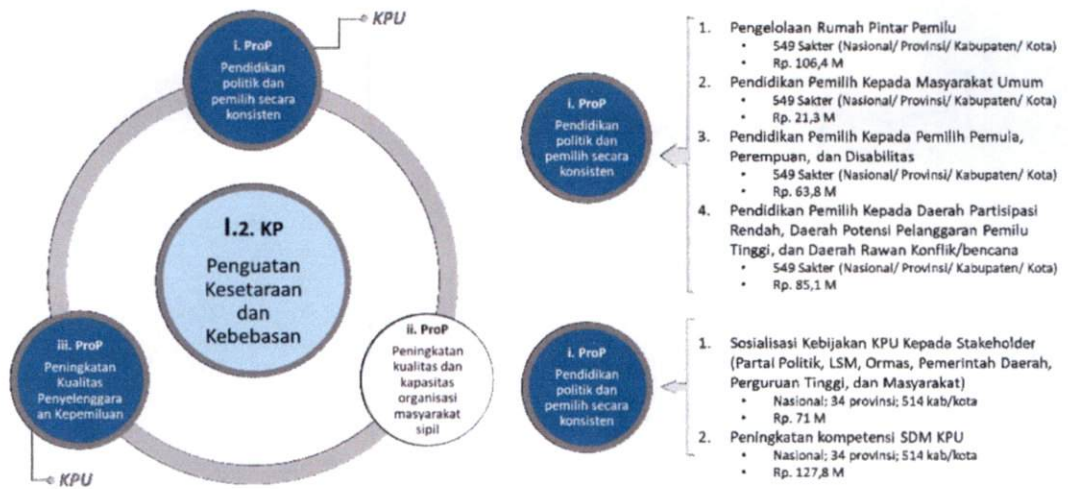 KPU
i. ProP
Pendidikan
politik dan
pemilih secara
konsisten
I.2. KP
Penguatan
Kesetaraan
dan
Kebebasan
iii. ProP
Peningkatan
Kualitas
Penyelenggara
an Kepemiluan
ii. ProP
Peningkatan
kualitas dan
kapasitas
organisasi
masyarakat
sipil
KPU
i. ProP
Pendidikan
politik dan
pemilih secara
konsisten
1. Pengelolaan Rumah Pintar Pemilu
• 549 Sakter (Nasional/ Provinsi/ Kabupaten/ Kota)
• Rp. 106,4 M
2. Pendidikan Pemilih Kepada Masyarakat Umum
• 549 Sakter (Nasional/ Provinsi/ Kabupaten/ Kota)
• Rp. 21,3 M
3. Pendidikan Pemilih Kepada Pemilih Pemula,
Perempuan, dan Disabilitas
• 549 Sakter (Nasional/ Provinsi/ Kabupaten/ Kota)
• Rp. 63,8 M
4. Pendidikan Pemilih Kepada Daerah Partisipasi
Rendah, Daerah Potensi Pelanggaran Pemilu
Tinggi, dan Daerah Rawan Konflik/bencana
• 549 Sakter (Nasional/ Provinsi/ Kabupaten/ Kota)
• Rp. 85,1 M
i. ProP
Pendidikan
politik dan
pemilih secara
konsisten
1. Sosialisasi Kebijakan KPU Kepada Stakeholder
(Partai Politik, LSM, Ormas, Pemerintah Daerah,
Perguruan Tinggi, dan Masyarakat)
• Nasional; 34 provinsi; 514 kab/kota
• Rp. 71 M
2. Peningkatan kompetensi SDM KPU
• Nasional; 34 provinsi; 514 kab/kota
• Rp. 127,8 M